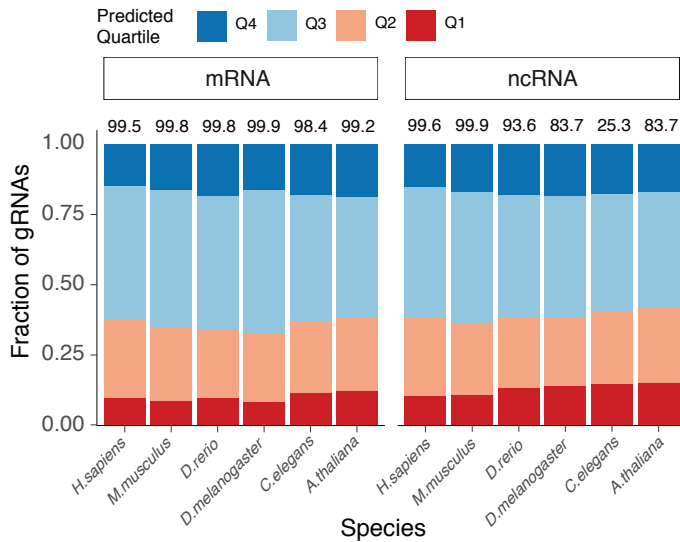 Predicted
Quartile
Q4 Q3 Q2 Q1
mRNA ncRNA
99.5 99.8 99.8 99.9 98.4 99.2 99.6 99.9 93.6 83.7 25.3 83.7
1.00
0.75
0.50
0.25
0.00
Fraction of gRNAs
H.sapiens M.musculus D.rerio D.melanogaster C.elegans A.thaliana H.sapiens M.musculus D.rerio D.melanogaster C.elegans A.thaliana
Species